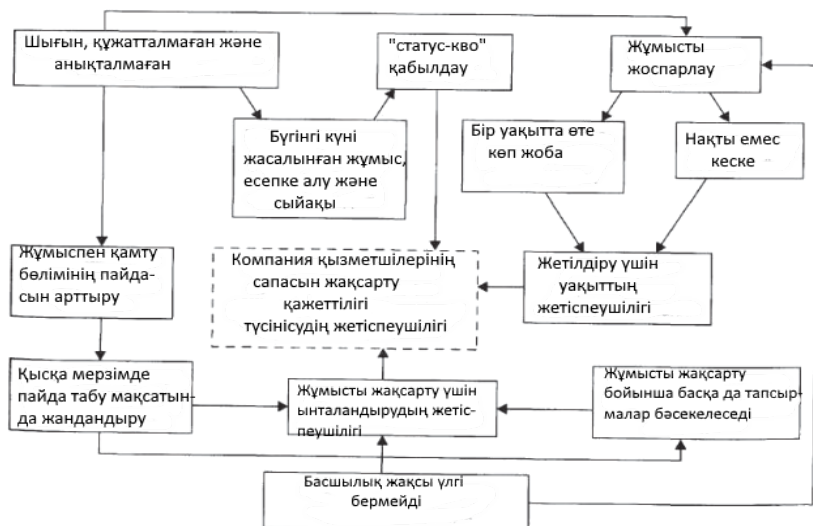 Шығын, құжатталмаған және
анықталмаған
"статус-кво"
қабылдау
Жұмысты
жоспарлау
Бүгінгі күні
жасалынған жұмыс,
есепке алу және
сыйақы
Бір уақытта өте
көп жоба
Нақты емес
кеске
Жұмыспен қамту
бөлімінің пайда-
сын арттыру
Компания қызметшілерінің
сапасын жақсарту
қажеттілігі
түсінісудің жетіспеушілігі
Жетілдіру үшін
уақыттың
жетіспеушілігі
Қысқа мерзімде
пайда табу мақсатын-
да жандандыру
Жұмысты жақсарту үшін
ынталандырудың жетіс-
пеушілігі
Жұмысты жақсарту
бойынша басқа да тапсыр-
малар бәсекелеседі
Басшылық жақсы үлгі
бермейді